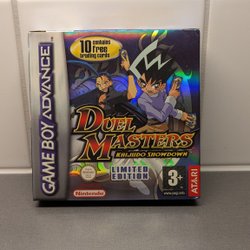 GAME BOY ADVANCE
10 contains
free
trading cards
DUEL
MASTERS
KAIJUDO SHOWDOWN
LIMITED
EDITION
Nintendo
3+
ATARI